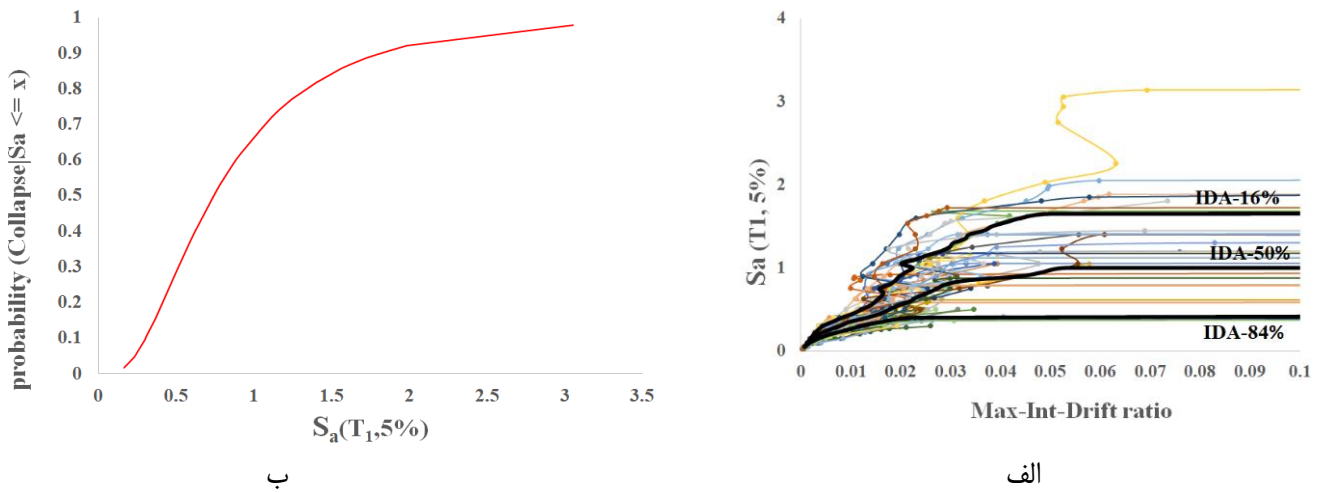 probability (Collapse|Sa <= x)
1
0.9
0.8
0.7
0.6
0.5
0.4
0.3
0.2
0.1
0
0 0.5 1 1.5 2 2.5 3 3.5
Sa(T1,5%)
ب
Sa (T1, 5%)
4
3
2
1
0
IDA-16%
IDA-50%
IDA-84%
0 0.01 0.02 0.03 0.04 0.05 0.06 0.07 0.08 0.09 0.1
Max-Int-Drift ratio
الف